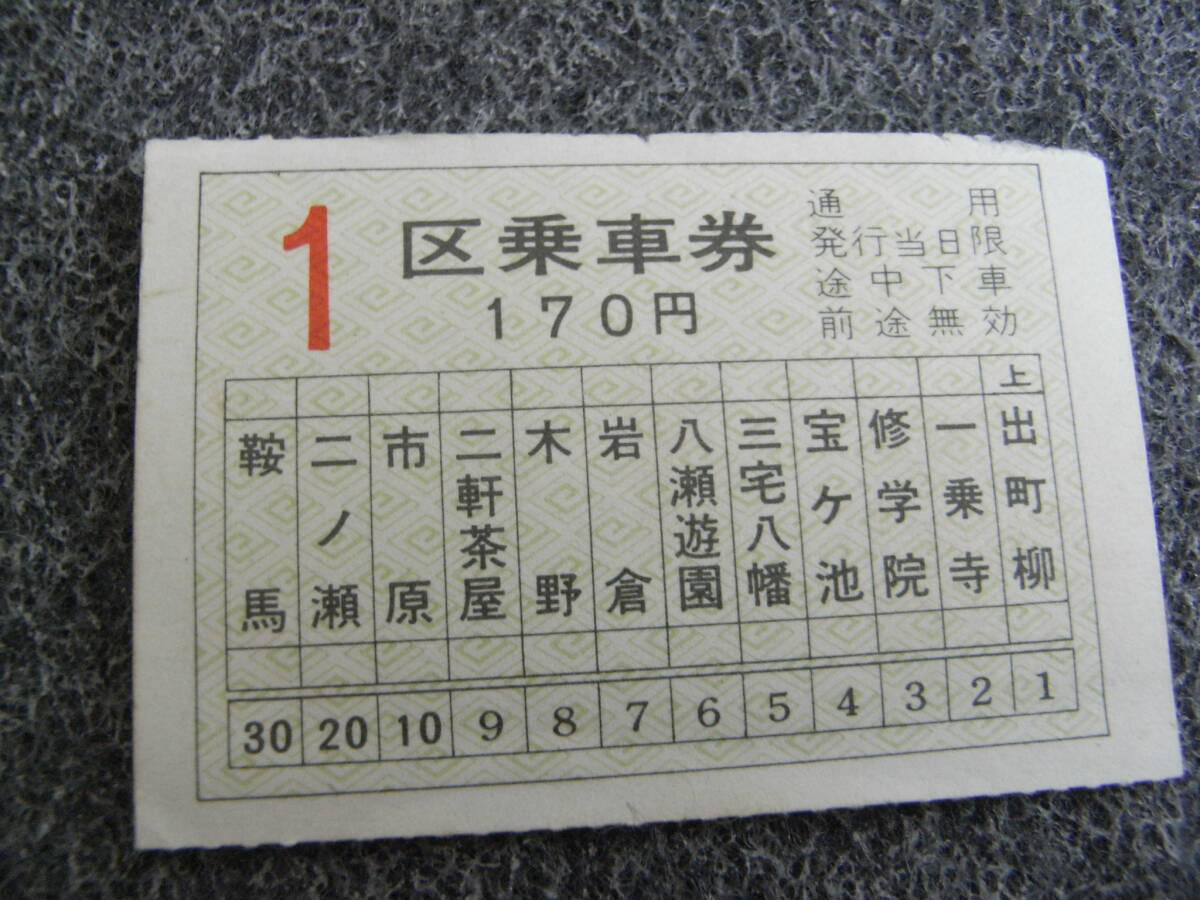 1
区乗車券
170円
通用
発行当日限
途中下車
前途無効
上
出町柳
一乗寺
修学院
宝ケ池
三宅八幡
八瀬遊園
岩倉
木野
二軒茶屋
市原
二ノ瀬
鞍馬
30 20 10 9 8 7 6 5 4 3 2 1